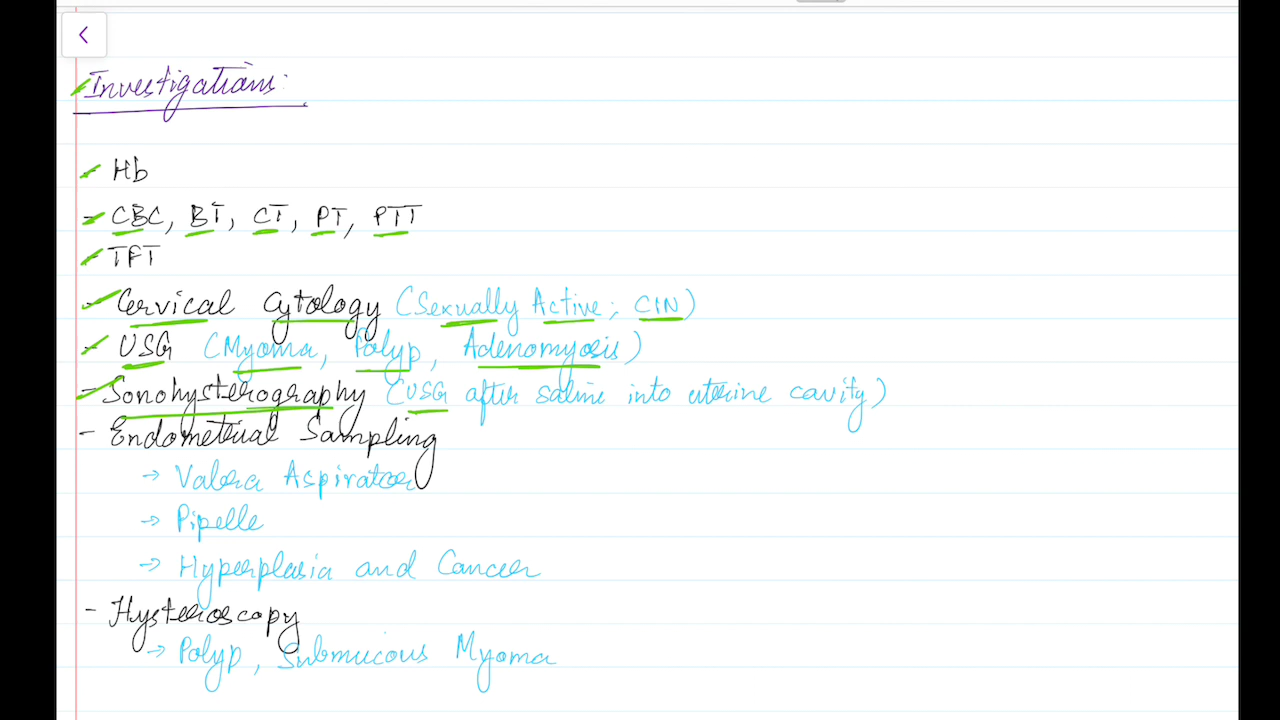 Investigations:
- Hb
- CBC, BT, CT, PT, PTT
- TFT
- Cervical Cytology (Sexually Active; CIN)
- USG (Myoma, Polyp, Adenomyosis)
- Sonohysterography (USG after saline into uterine cavity)
- Endometrial Sampling
→ Vabra Aspirator
→ Pipelle
→ Hyperplasia and Cancer
- Hysteroscopy
→ Polyp, Submucous Myoma